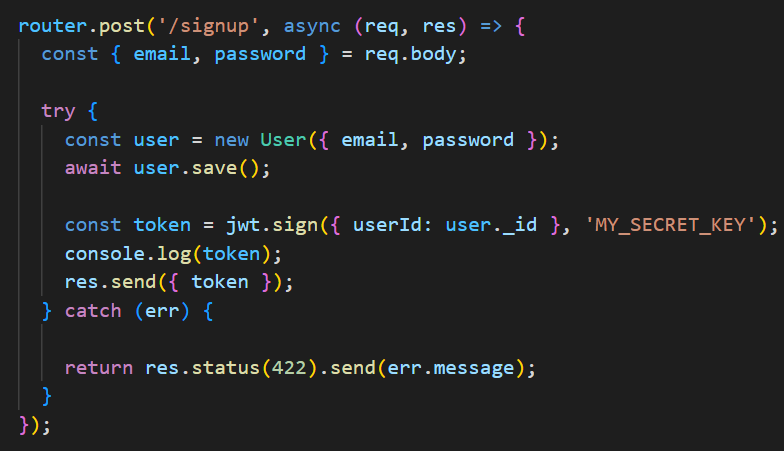 router.post('/signup', async (req, res) => {
  const { email, password } = req.body;

  try {
    const user = new User({ email, password });
    await user.save();

    const token = jwt.sign({ userId: user._id }, 'MY_SECRET_KEY');
    console.log(token);
    res.send({ token });
  } catch (err) {

    return res.status(422).send(err.message);
  }
});